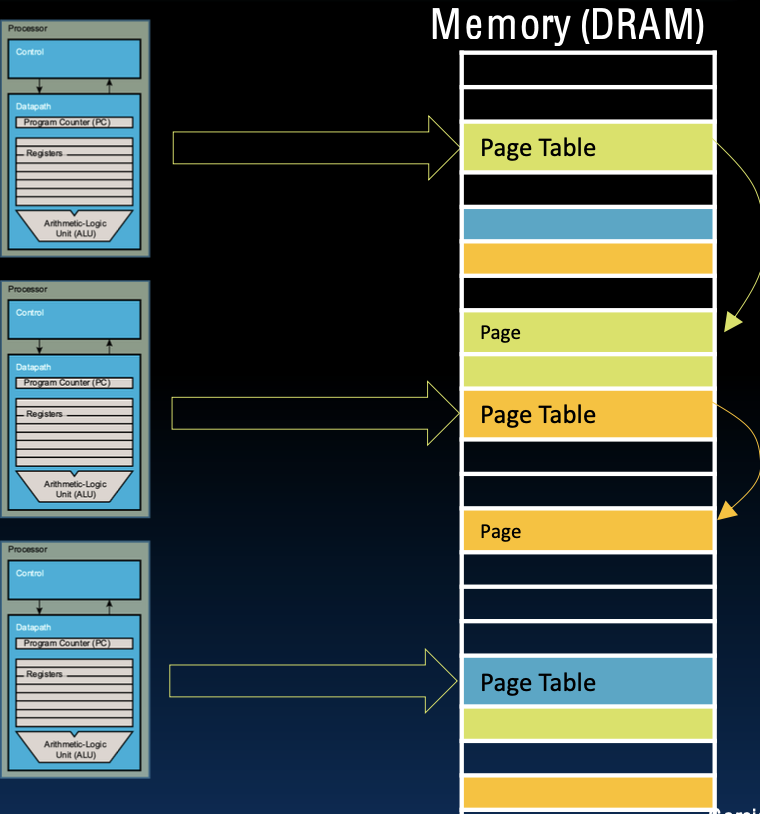 Memory (DRAM)
Processor
Control
Datapath
Program Counter (PC)
Registers
Arithmetic-Logic
Unit (ALU)
Page Table
Page
Processor
Control
Datapath
Program Counter (PC)
Registers
Arithmetic-Logic
Unit (ALU)
Page Table
Page
Processor
Control
Datapath
Program Counter (PC)
Registers
Arithmetic-Logic
Unit (ALU)
Page Table